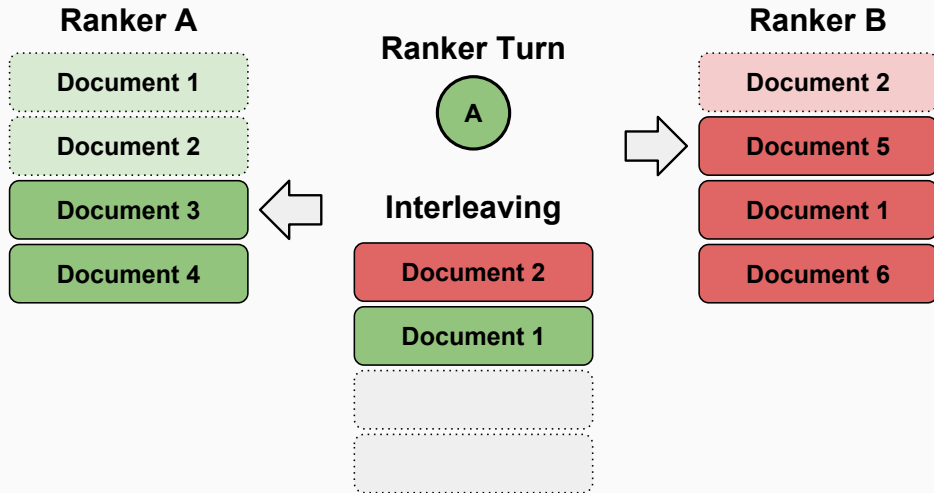 Ranker A
Document 1
Document 2
Document 3
Document 4
Ranker Turn
A
Interleaving
Document 2
Document 1
Ranker B
Document 2
Document 5
Document 1
Document 6